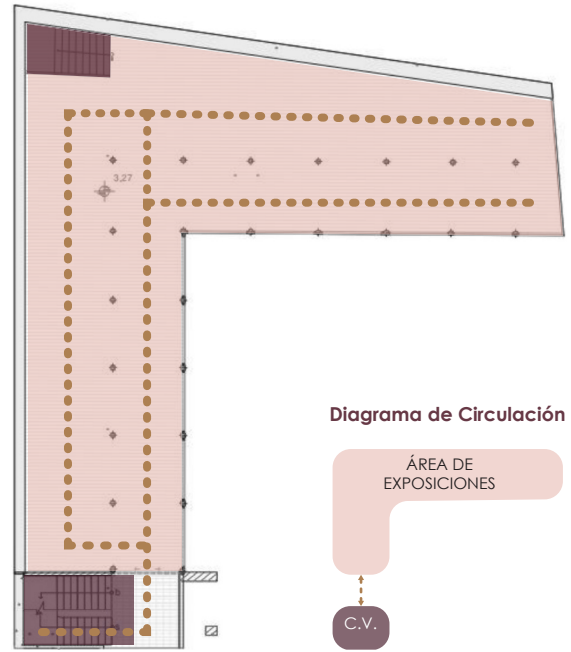 3,27
Diagrama de Circulación
ÁREA DE
EXPOSICIONES
C.V.